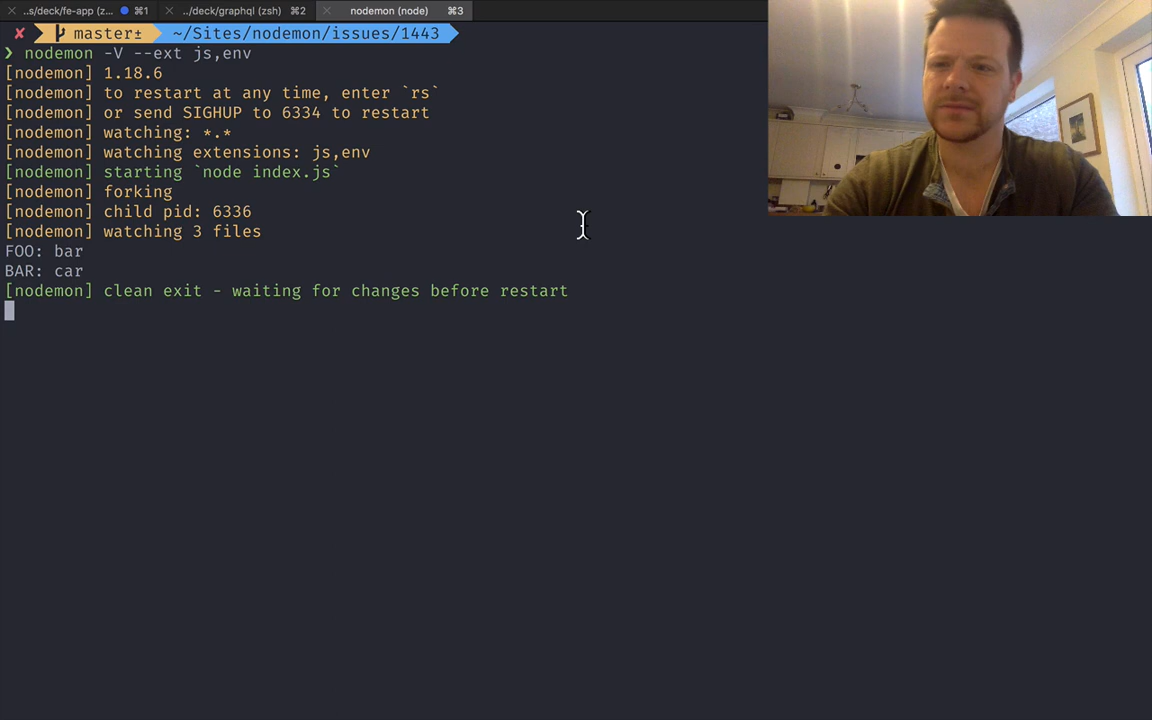 ..s/deck/fe-app (z... ⌘1
../deck/graphql (zsh) ⌘2
nodemon (node) ⌘3
✘ master± ~/Sites/nodemon/issues/1443
❯ nodemon -V --ext js,env
[nodemon] 1.18.6
[nodemon] to restart at any time, enter `rs`
[nodemon] or send SIGHUP to 6334 to restart
[nodemon] watching: *.*
[nodemon] watching extensions: js,env
[nodemon] starting `node index.js`
[nodemon] forking
[nodemon] child pid: 6336
[nodemon] watching 3 files
FOO: bar
BAR: car
[nodemon] clean exit - waiting for changes before restart